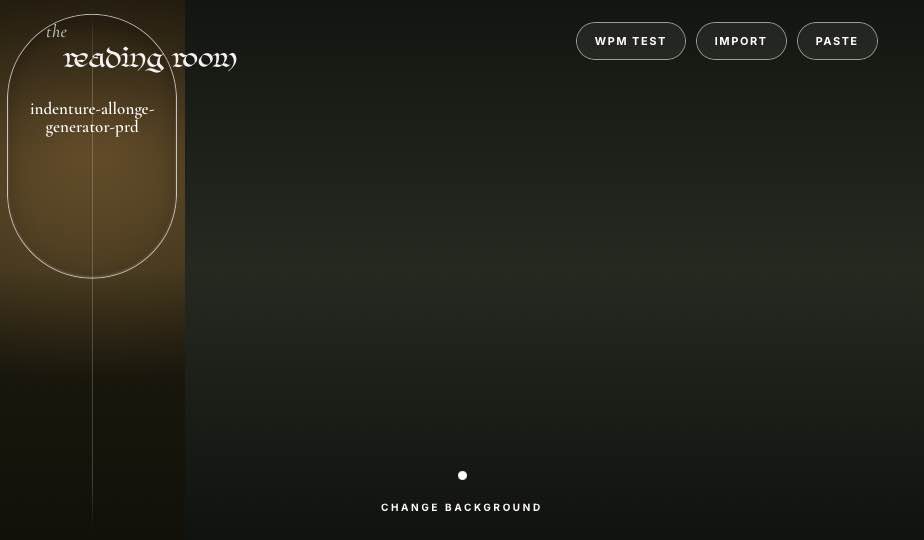 the
reading room
WPM TEST
IMPORT
PASTE
indenture-allonge-
generator-prd
CHANGE BACKGROUND